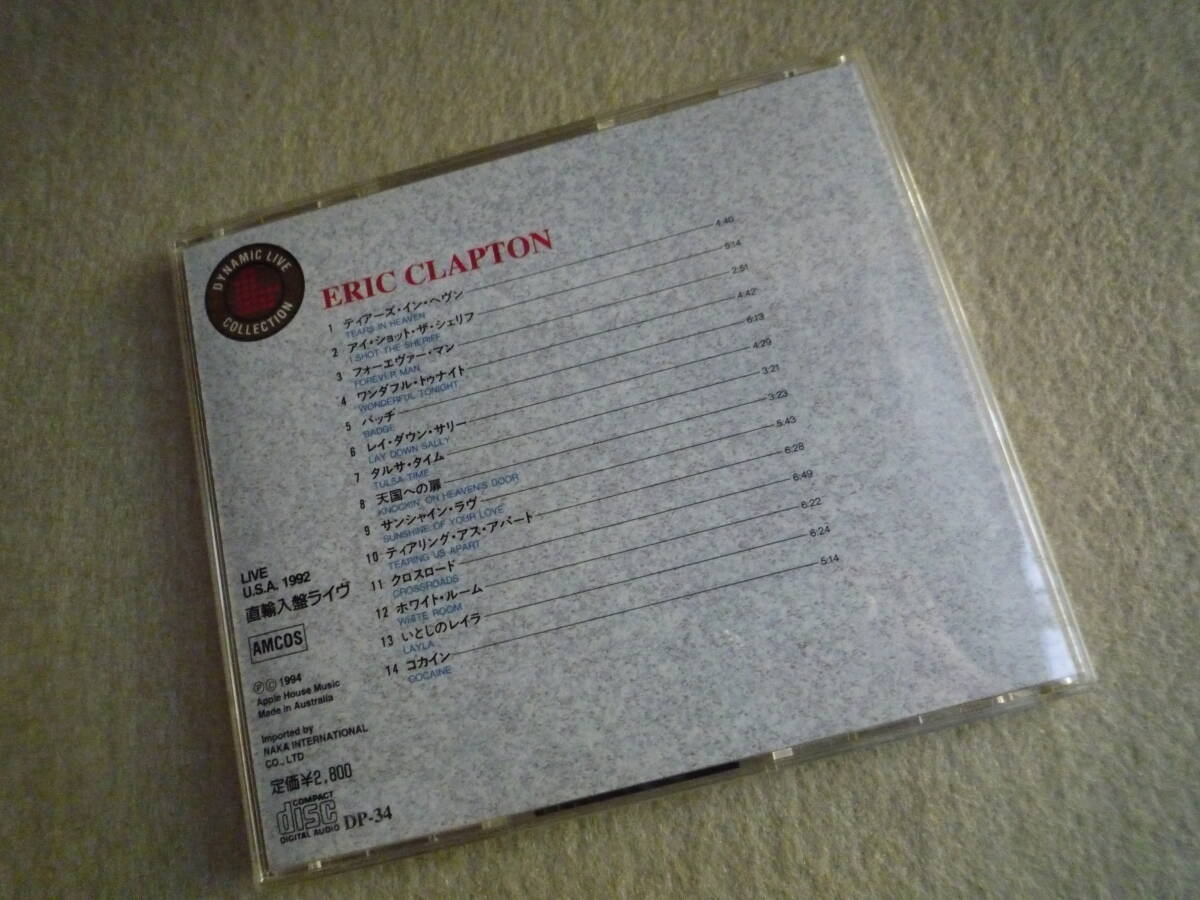 DYNAMIC LIVE
COLLECTION
ERIC CLAPTON
1 ティアーズ・イン・ヘヴン 4:40
TEARS IN HEAVEN
2 アイ・ショット・ザ・シェリフ 5:14
I SHOT THE SHERIFF
3 フォーエヴァー・マン 2:51
FOREVER MAN
4 ワンダフル・トゥナイト 4:42
WONDERFUL TONIGHT
5 バッヂ 6:13
BADGE
6 レイ・ダウン・サリー 4:29
LAY DOWN SALLY
7 タルサ・タイム 3:21
TULSA TIME
8 天国への扉 3:23
KNOCKIN' ON HEAVEN'S DOOR
9 サンシャイン・ラヴ 5:43
SUNSHINE OF YOUR LOVE
10 ティアリング・アス・アパート 6:28
TEARING US APART
11 クロスロード 6:49
CROSSROADS
12 ホワイト・ルーム 6:22
WHITE ROOM
13 いとしのレイラ 6:24
LAYLA
14 コカイン 5:14
COCAINE
LIVE
U.S.A. 1992
直輸入盤ライヴ
AMCOS
ⓅⒸ 1994
Apple House Music
Made in Australia
Imported by
NAKA INTERNATIONAL
CO., LTD
定価¥2,800
COMPACT
disc
DIGITAL AUDIO
DP-34